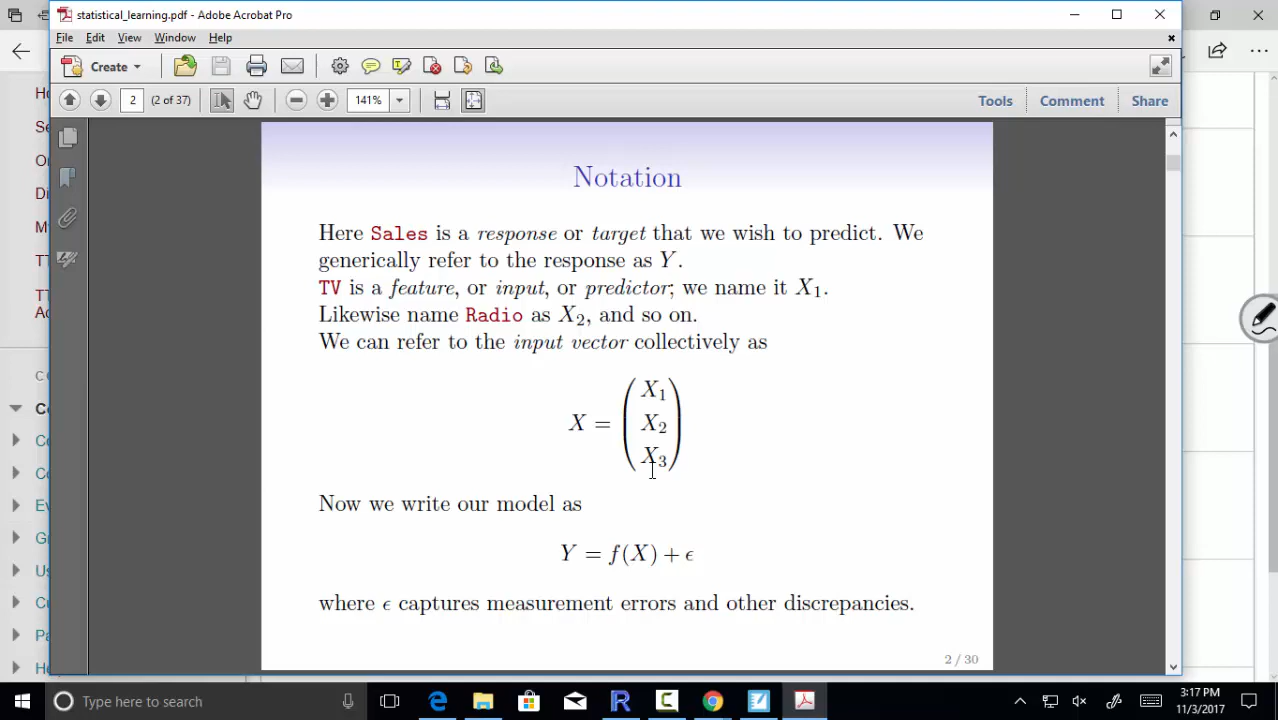 statistical_learning.pdf - Adobe Acrobat Pro
File Edit View Window Help
Create
2 (2 of 37) 141% Tools Comment Share
Notation
Here Sales is a response or target that we wish to predict. We
generically refer to the response as Y.
TV is a feature, or input, or predictor; we name it X₁.
Likewise name Radio as X₂, and so on.
We can refer to the input vector collectively as
X₁
X = X₂
X₃
Now we write our model as
Y = f(X) + ϵ
where ϵ captures measurement errors and other discrepancies.
2 / 30
Type here to search
3:17 PM
11/3/2017